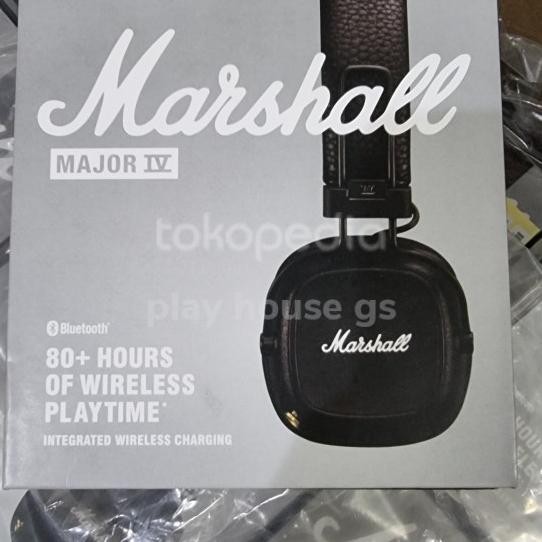 Marshall
MAJOR IV
tokopedia
play house gs
Marshall
Bluetooth
80+ HOURS
OF WIRELESS
PLAYTIME*
INTEGRATED WIRELESS CHARGING